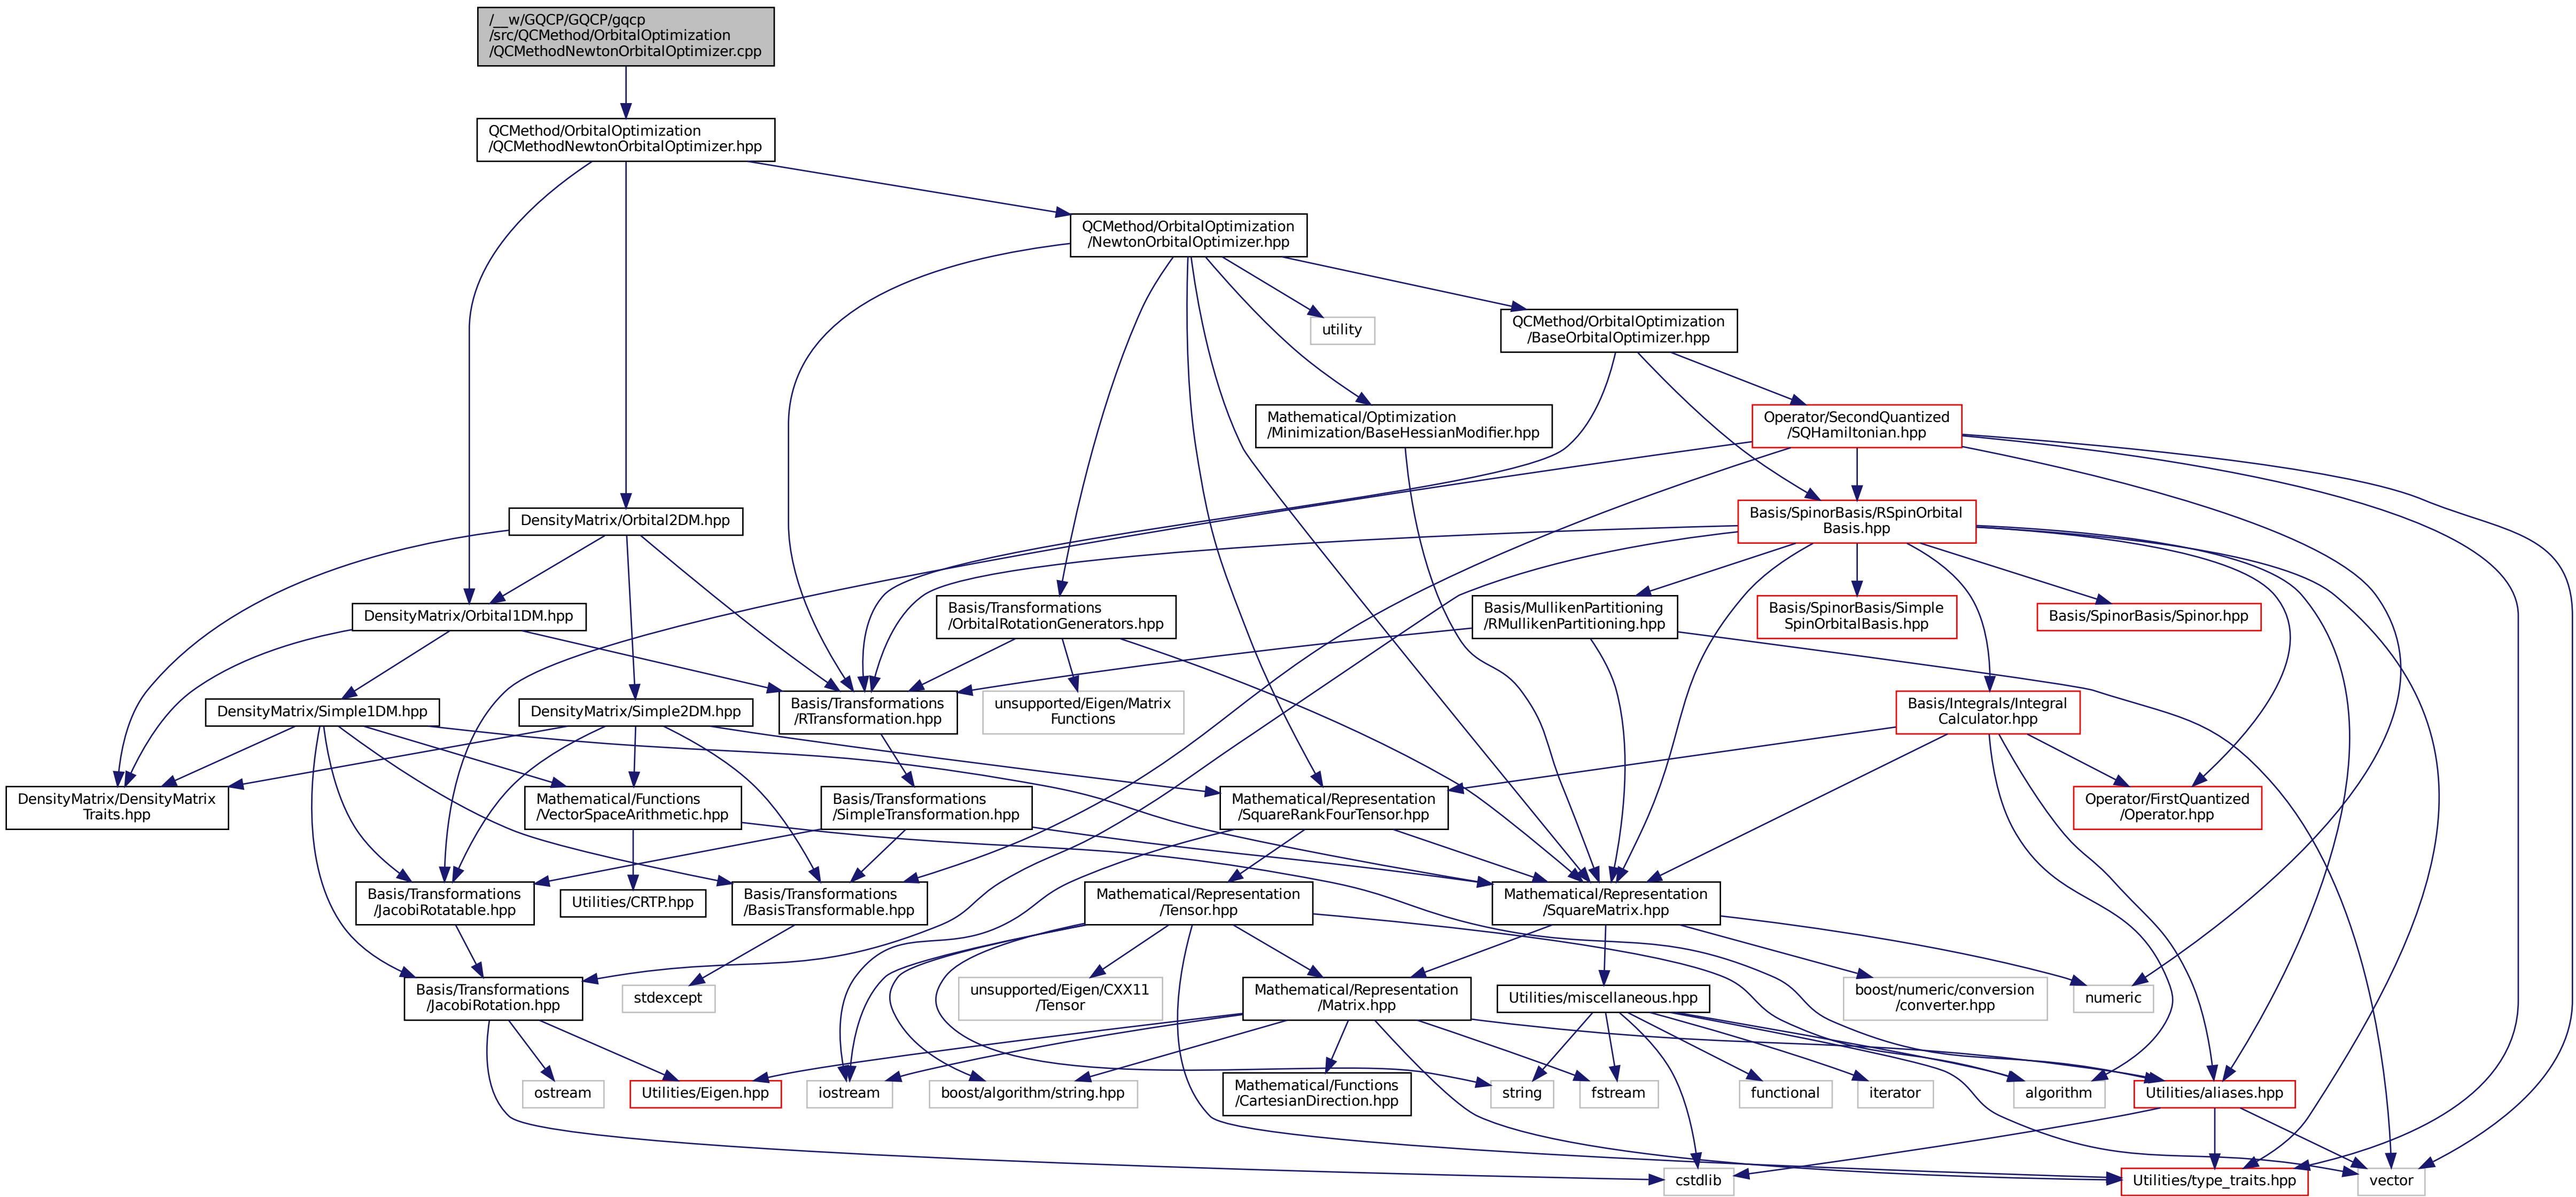 /__w/GQCP/GQCP/gqcp
/src/QCMethod/OrbitalOptimization
/QCMethodNewtonOrbitalOptimizer.cpp
QCMethod/OrbitalOptimization
/QCMethodNewtonOrbitalOptimizer.hpp
QCMethod/OrbitalOptimization
/NewtonOrbitalOptimizer.hpp
utility
QCMethod/OrbitalOptimization
/BaseOrbitalOptimizer.hpp
Mathematical/Optimization
/Minimization/BaseHessianModifier.hpp
Operator/SecondQuantized
/SQHamiltonian.hpp
DensityMatrix/Orbital2DM.hpp
Basis/SpinorBasis/RSpinOrbital
Basis.hpp
DensityMatrix/Orbital1DM.hpp
Basis/Transformations
/OrbitalRotationGenerators.hpp
Basis/MullikenPartitioning
/RMullikenPartitioning.hpp
Basis/SpinorBasis/Simple
SpinOrbitalBasis.hpp
Basis/SpinorBasis/Spinor.hpp
DensityMatrix/Simple1DM.hpp
DensityMatrix/Simple2DM.hpp
Basis/Transformations
/RTransformation.hpp
unsupported/Eigen/Matrix
Functions
Basis/Integrals/Integral
Calculator.hpp
DensityMatrix/DensityMatrix
Traits.hpp
Mathematical/Functions
/VectorSpaceArithmetic.hpp
Basis/Transformations
/SimpleTransformation.hpp
Mathematical/Representation
/SquareRankFourTensor.hpp
Operator/FirstQuantized
/Operator.hpp
Basis/Transformations
/JacobiRotatable.hpp
Utilities/CRTP.hpp
Basis/Transformations
/BasisTransformable.hpp
Mathematical/Representation
/Tensor.hpp
Mathematical/Representation
/SquareMatrix.hpp
Basis/Transformations
/JacobiRotation.hpp
stdexcept
unsupported/Eigen/CXX11
/Tensor
Mathematical/Representation
/Matrix.hpp
Utilities/miscellaneous.hpp
boost/numeric/conversion
/converter.hpp
numeric
ostream
Utilities/Eigen.hpp
iostream
boost/algorithm/string.hpp
Mathematical/Functions
/CartesianDirection.hpp
string
fstream
functional
iterator
algorithm
Utilities/aliases.hpp
cstdlib
Utilities/type_traits.hpp
vector